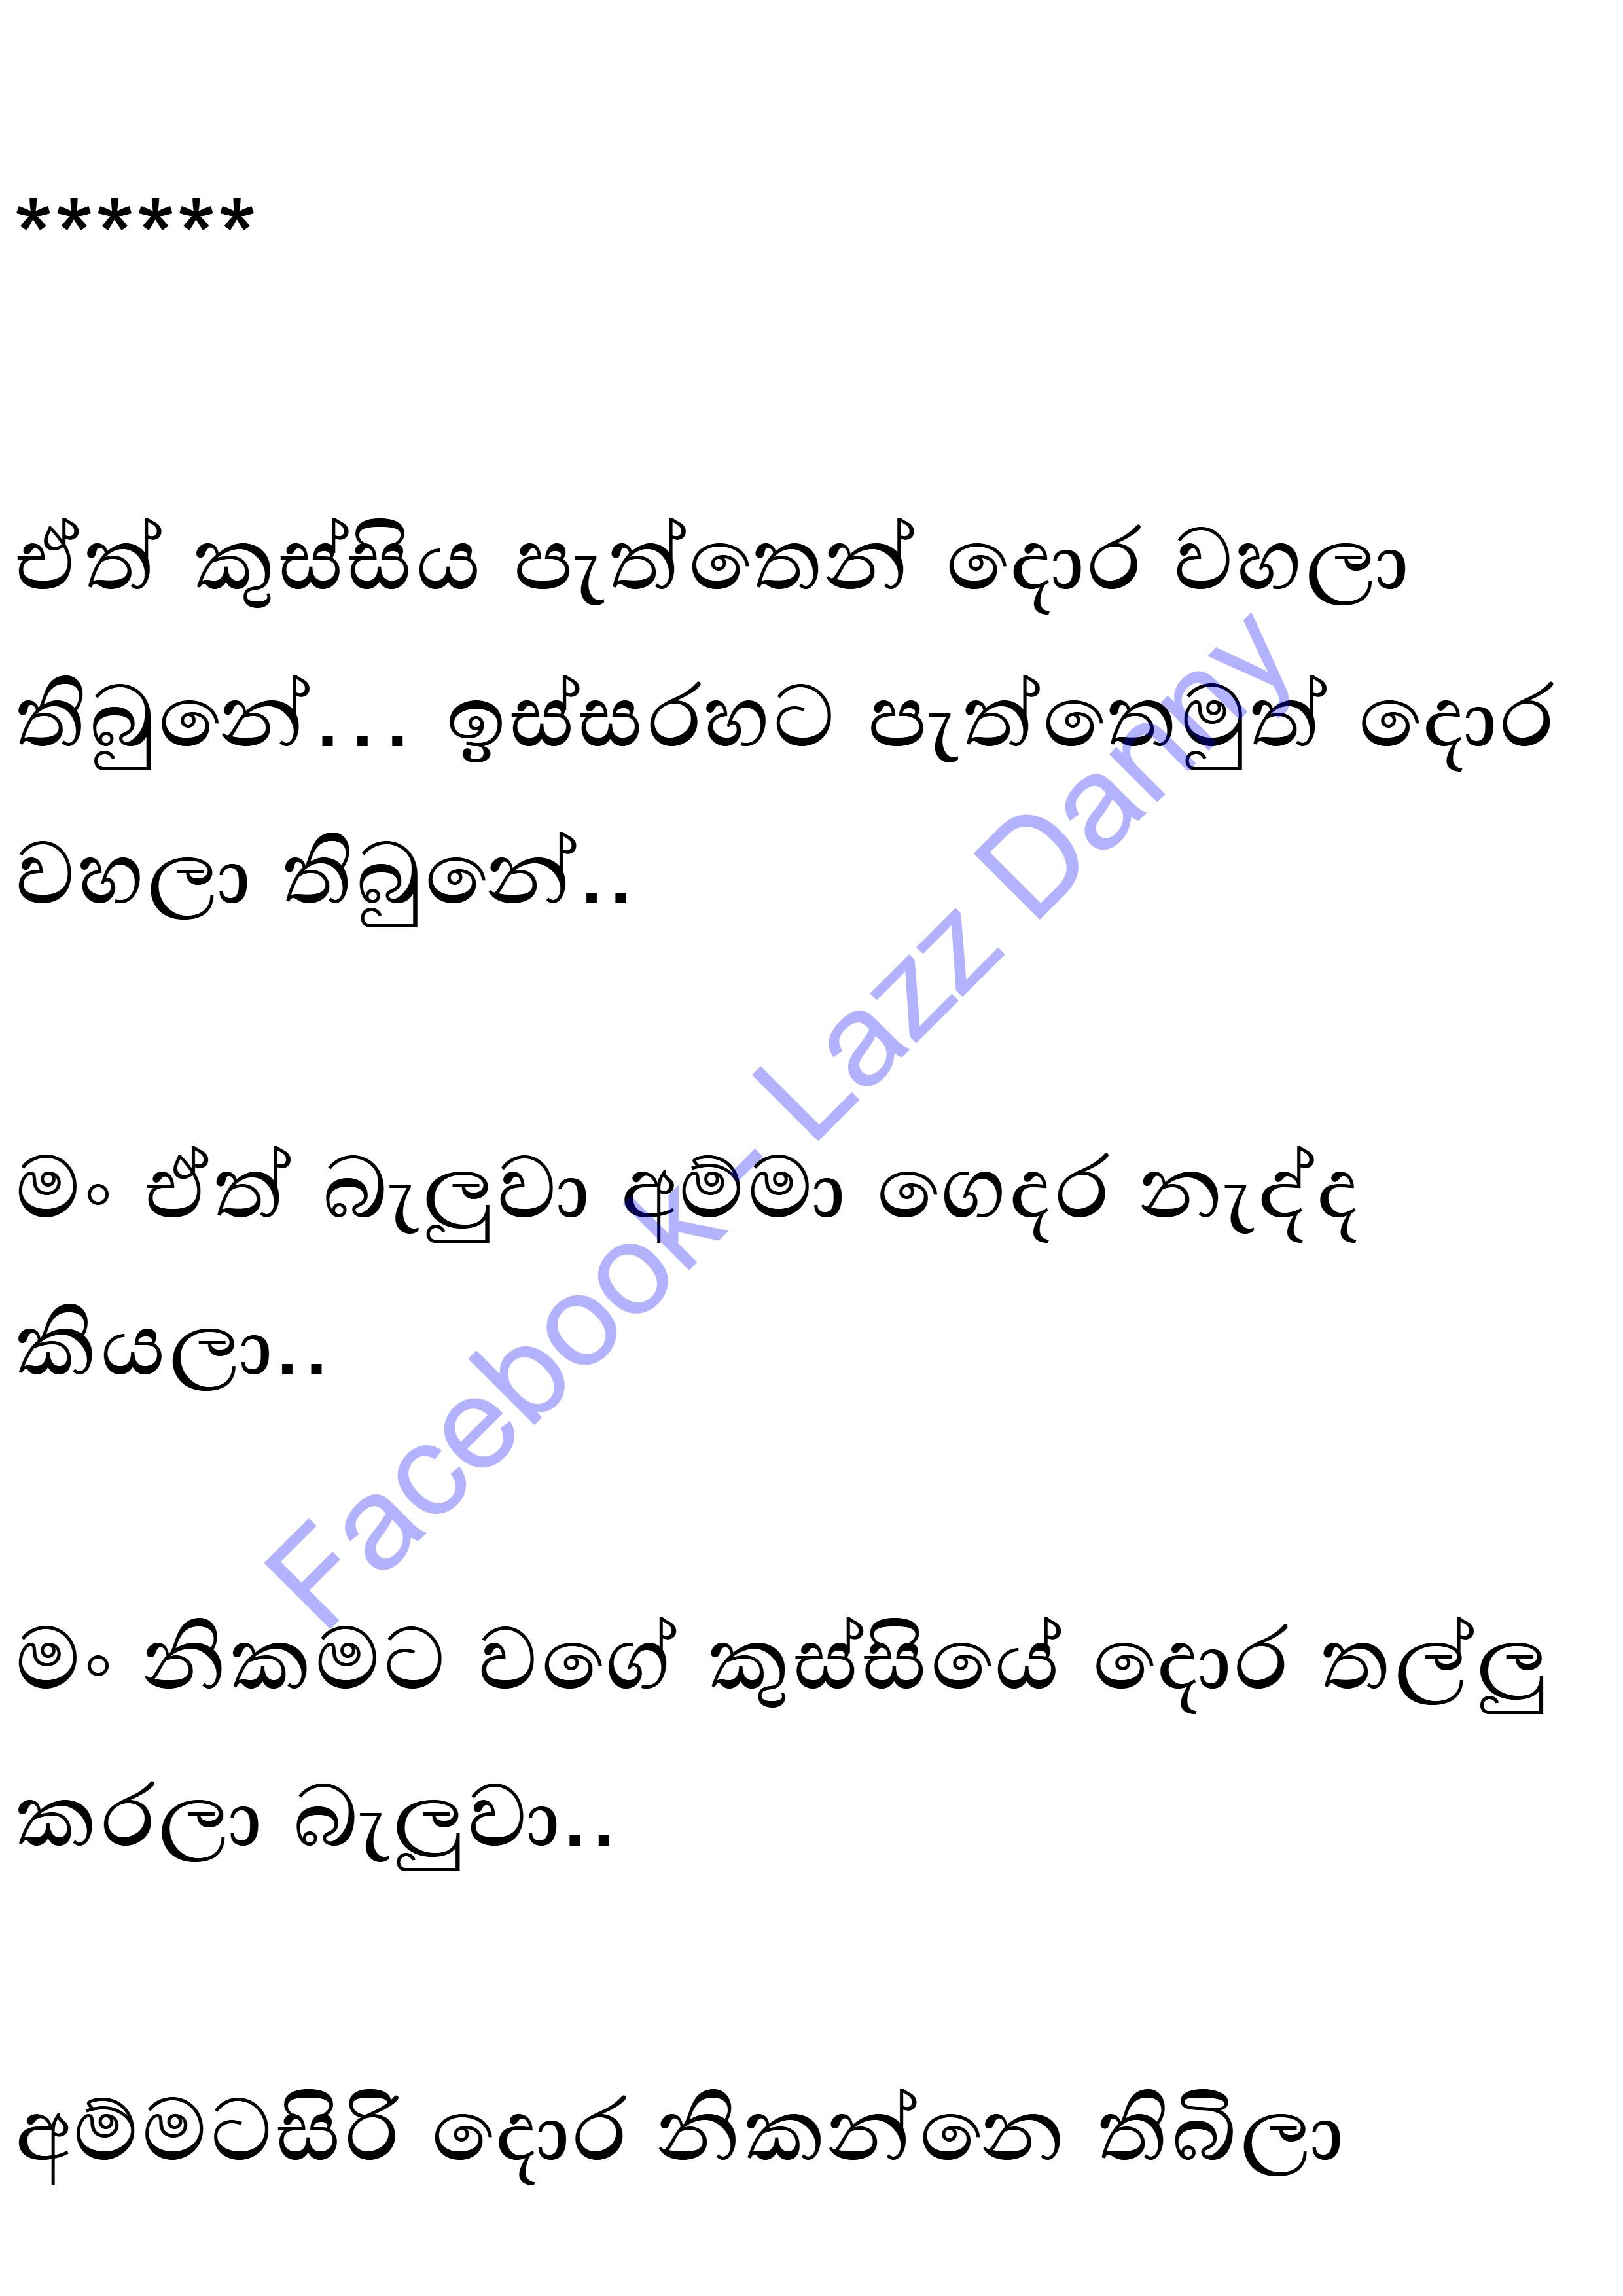 ******
ඒත් කුස්සිය පැත්තෙන් දොර වහලා
තිබුනේ... ඉස්සරහට පැත්තෙමුත් දොර
වහලා තිබුනේ..
මං ඒත් බැලුවා අම්මා ගෙදර නැද්ද
කියලා..
මං නිකමට වගේ කුස්සියේ දොර තල්ලු
කරලා බැලුවා..
අම්මටසිරි දොර නිකන්නෙ තිබ්ලා
Facebook- Lazz Danny